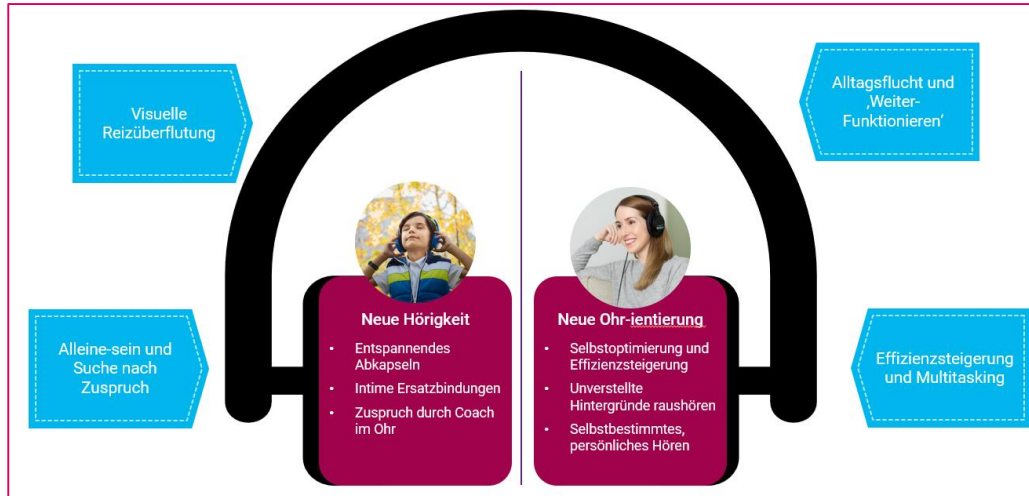 Visuelle
Reizüberflutung
Alltagsflucht und
‚Weiter-
Funktionieren‘
Alleine-sein und
Suche nach
Zuspruch
Neue Hörigkeit
• Entspannendes
Abkapseln
• Intime Ersatzbindungen
• Zuspruch durch Coach
im Ohr
Neue Ohr-ientierung
• Selbstoptimierung und
Effizienzsteigerung
• Unverstellte
Hintergründe raushören
• Selbstbestimmtes,
persönliches Hören
Effizienzsteigerung
und Multitasking